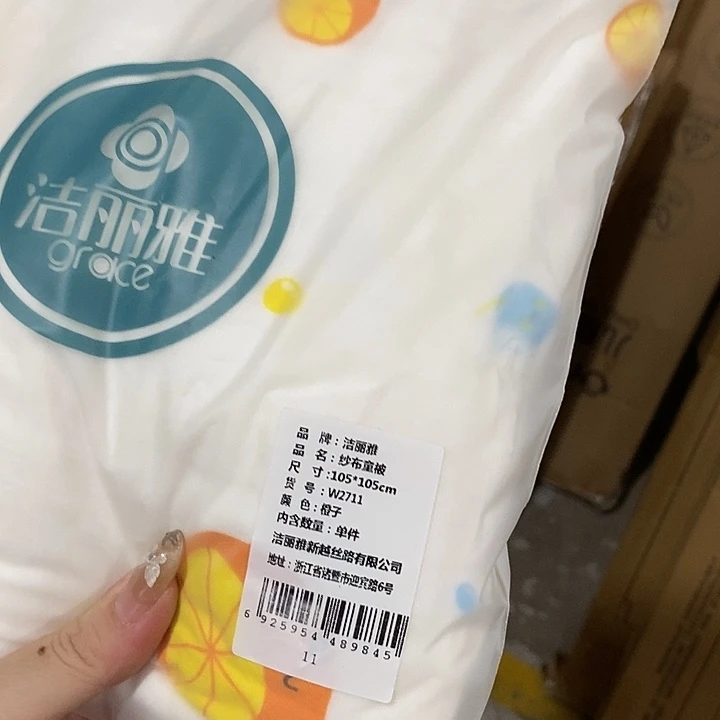 洁丽雅
grace
品 牌：洁丽雅
品 名：纱布童被
尺 寸：105*105cm
货 号：W2711
颜 色：橙子
内含数量：单件
洁丽雅新越丝路有限公司
地址：浙江省诸暨市迎宾路6号
6 925954 489845
11